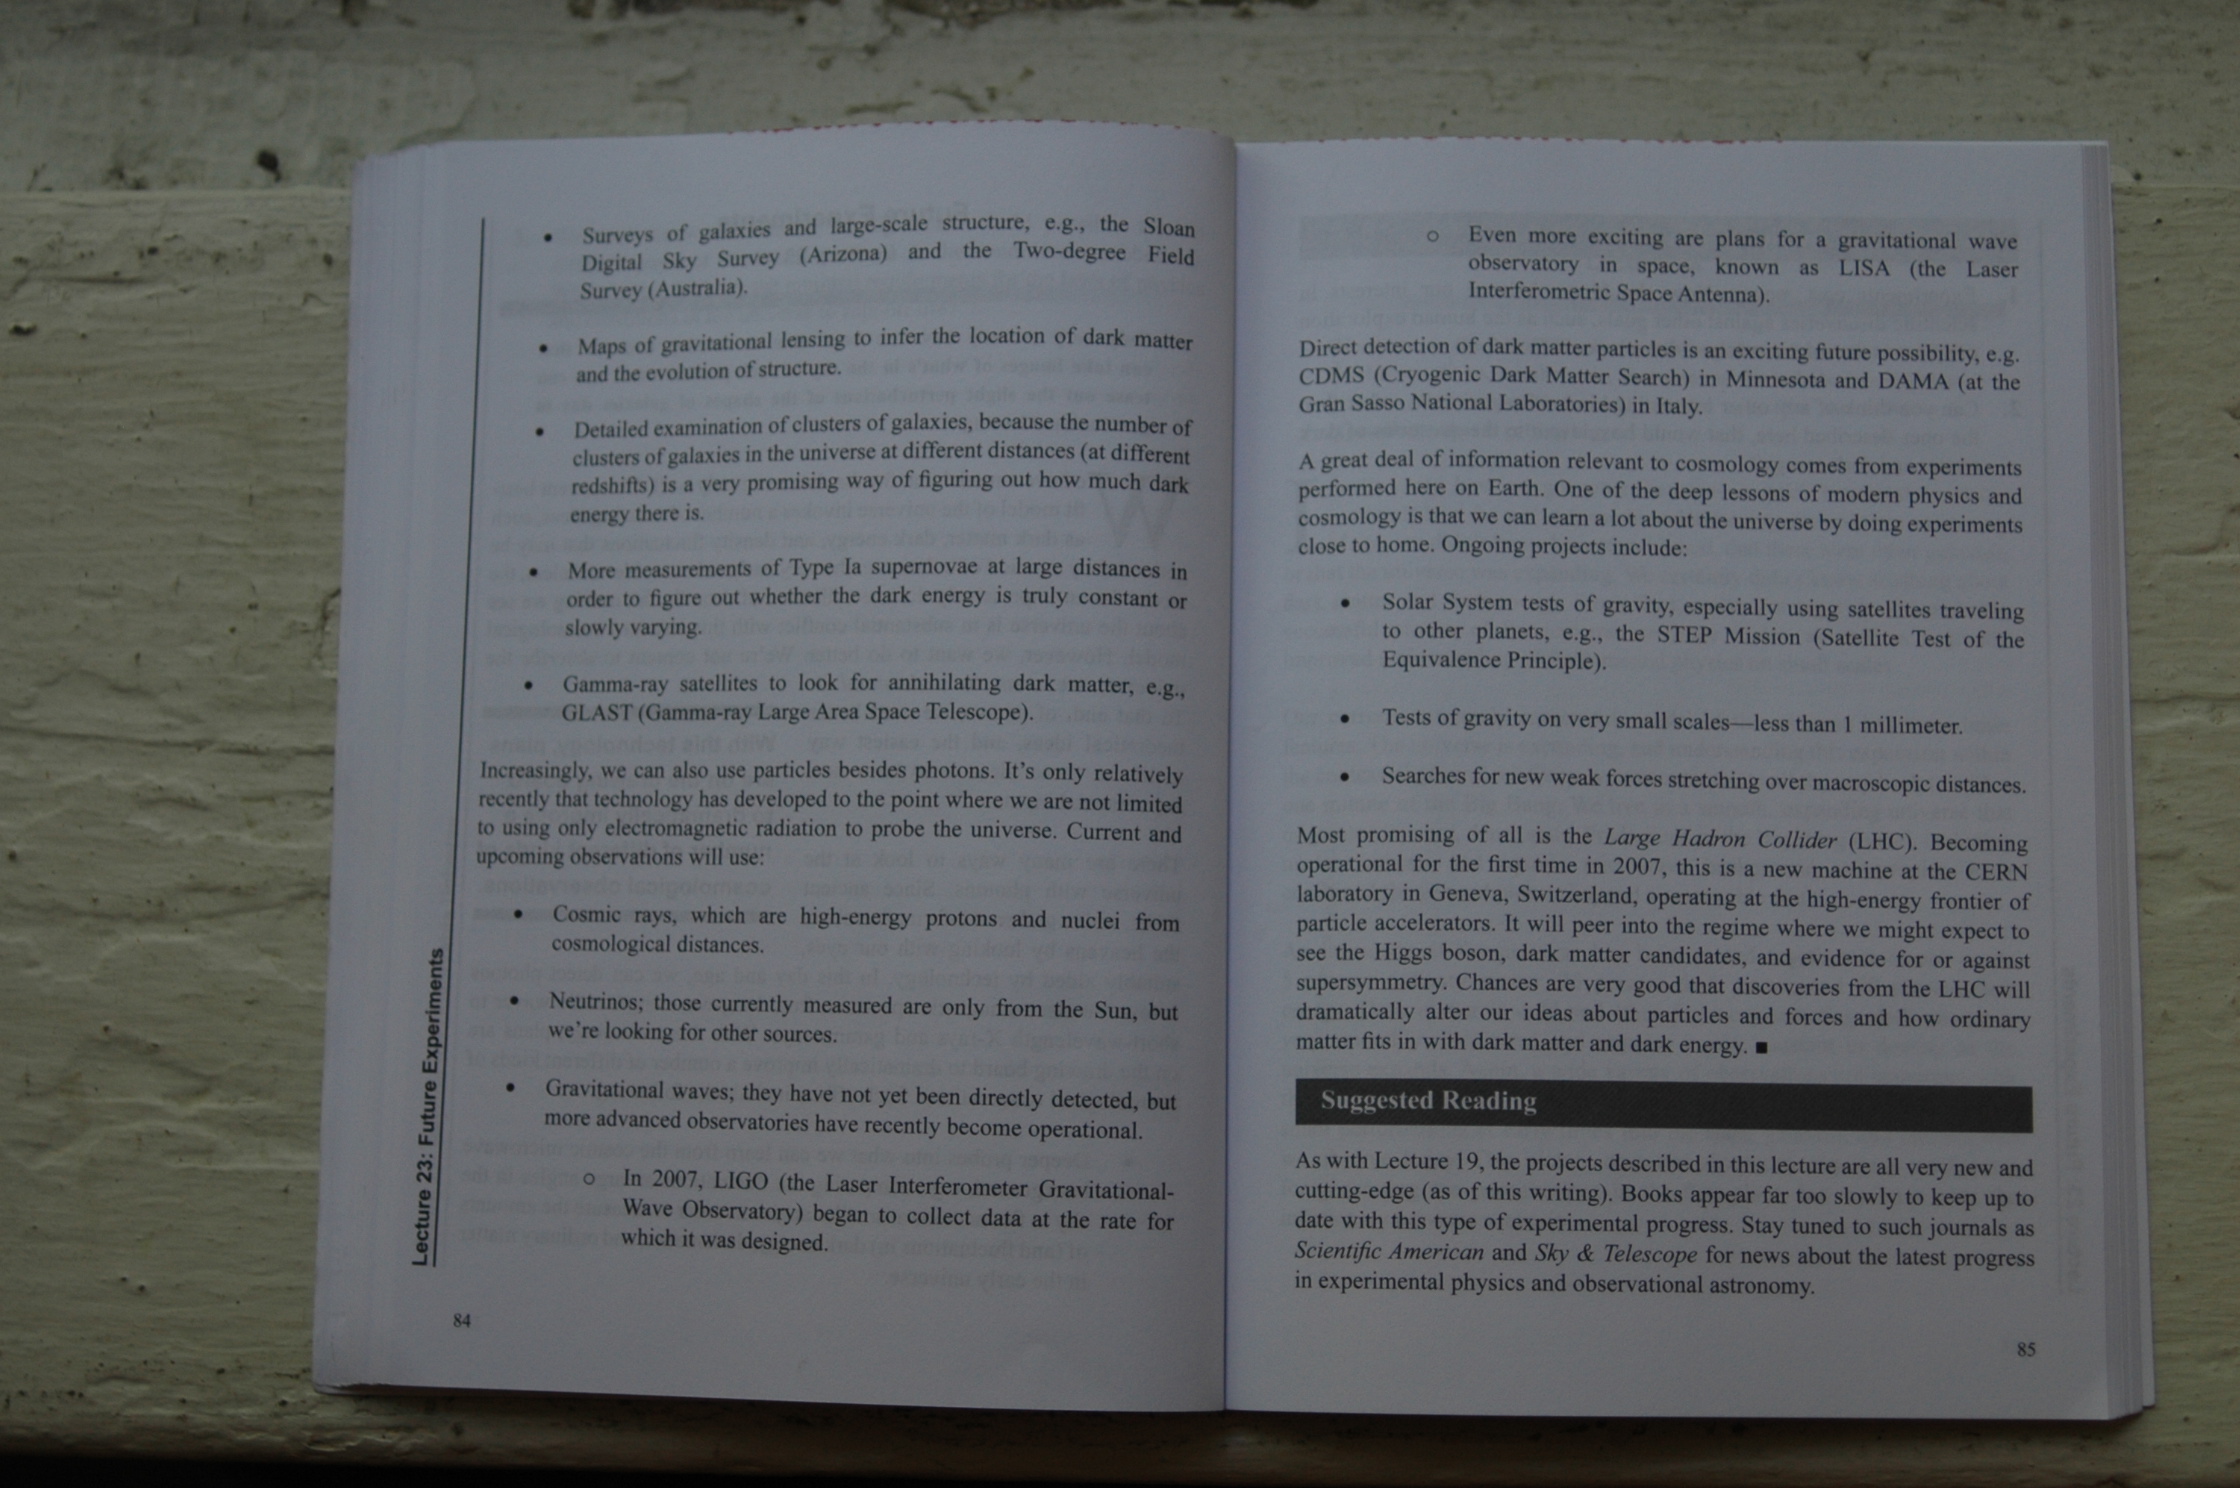 • Surveys of galaxies and large-scale structure, e.g., the Sloan
Digital Sky Survey (Arizona) and the Two-degree Field
Survey (Australia).
• Maps of gravitational lensing to infer the location of dark matter
and the evolution of structure.
• Detailed examination of clusters of galaxies, because the number of
clusters of galaxies in the universe at different distances (at different
redshifts) is a very promising way of figuring out how much dark
energy there is.
• More measurements of Type Ia supernovae at large distances in
order to figure out whether the dark energy is truly constant or
slowly varying.
• Gamma-ray satellites to look for annihilating dark matter, e.g.,
GLAST (Gamma-ray Large Area Space Telescope).
Increasingly, we can also use particles besides photons. It's only relatively
recently that technology has developed to the point where we are not limited
to using only electromagnetic radiation to probe the universe. Current and
upcoming observations will use:
• Cosmic rays, which are high-energy protons and nuclei from
cosmological distances.
• Neutrinos; those currently measured are only from the Sun, but
we're looking for other sources.
• Gravitational waves; they have not yet been directly detected, but
more advanced observatories have recently become operational.
o In 2007, LIGO (the Laser Interferometer Gravitational-
Wave Observatory) began to collect data at the rate for
which it was designed.
Lecture 23: Future Experiments
84
o Even more exciting are plans for a gravitational wave
observatory in space, known as LISA (the Laser
Interferometric Space Antenna).
Direct detection of dark matter particles is an exciting future possibility, e.g.
CDMS (Cryogenic Dark Matter Search) in Minnesota and DAMA (at the
Gran Sasso National Laboratories) in Italy.
A great deal of information relevant to cosmology comes from experiments
performed here on Earth. One of the deep lessons of modern physics and
cosmology is that we can learn a lot about the universe by doing experiments
close to home. Ongoing projects include:
• Solar System tests of gravity, especially using satellites traveling
to other planets, e.g., the STEP Mission (Satellite Test of the
Equivalence Principle).
• Tests of gravity on very small scales—less than 1 millimeter.
• Searches for new weak forces stretching over macroscopic distances.
Most promising of all is the Large Hadron Collider (LHC). Becoming
operational for the first time in 2007, this is a new machine at the CERN
laboratory in Geneva, Switzerland, operating at the high-energy frontier of
particle accelerators. It will peer into the regime where we might expect to
see the Higgs boson, dark matter candidates, and evidence for or against
supersymmetry. Chances are very good that discoveries from the LHC will
dramatically alter our ideas about particles and forces and how ordinary
matter fits in with dark matter and dark energy. ■
Suggested Reading
As with Lecture 19, the projects described in this lecture are all very new and
cutting-edge (as of this writing). Books appear far too slowly to keep up to
date with this type of experimental progress. Stay tuned to such journals as
Scientific American and Sky & Telescope for news about the latest progress
in experimental physics and observational astronomy.
85